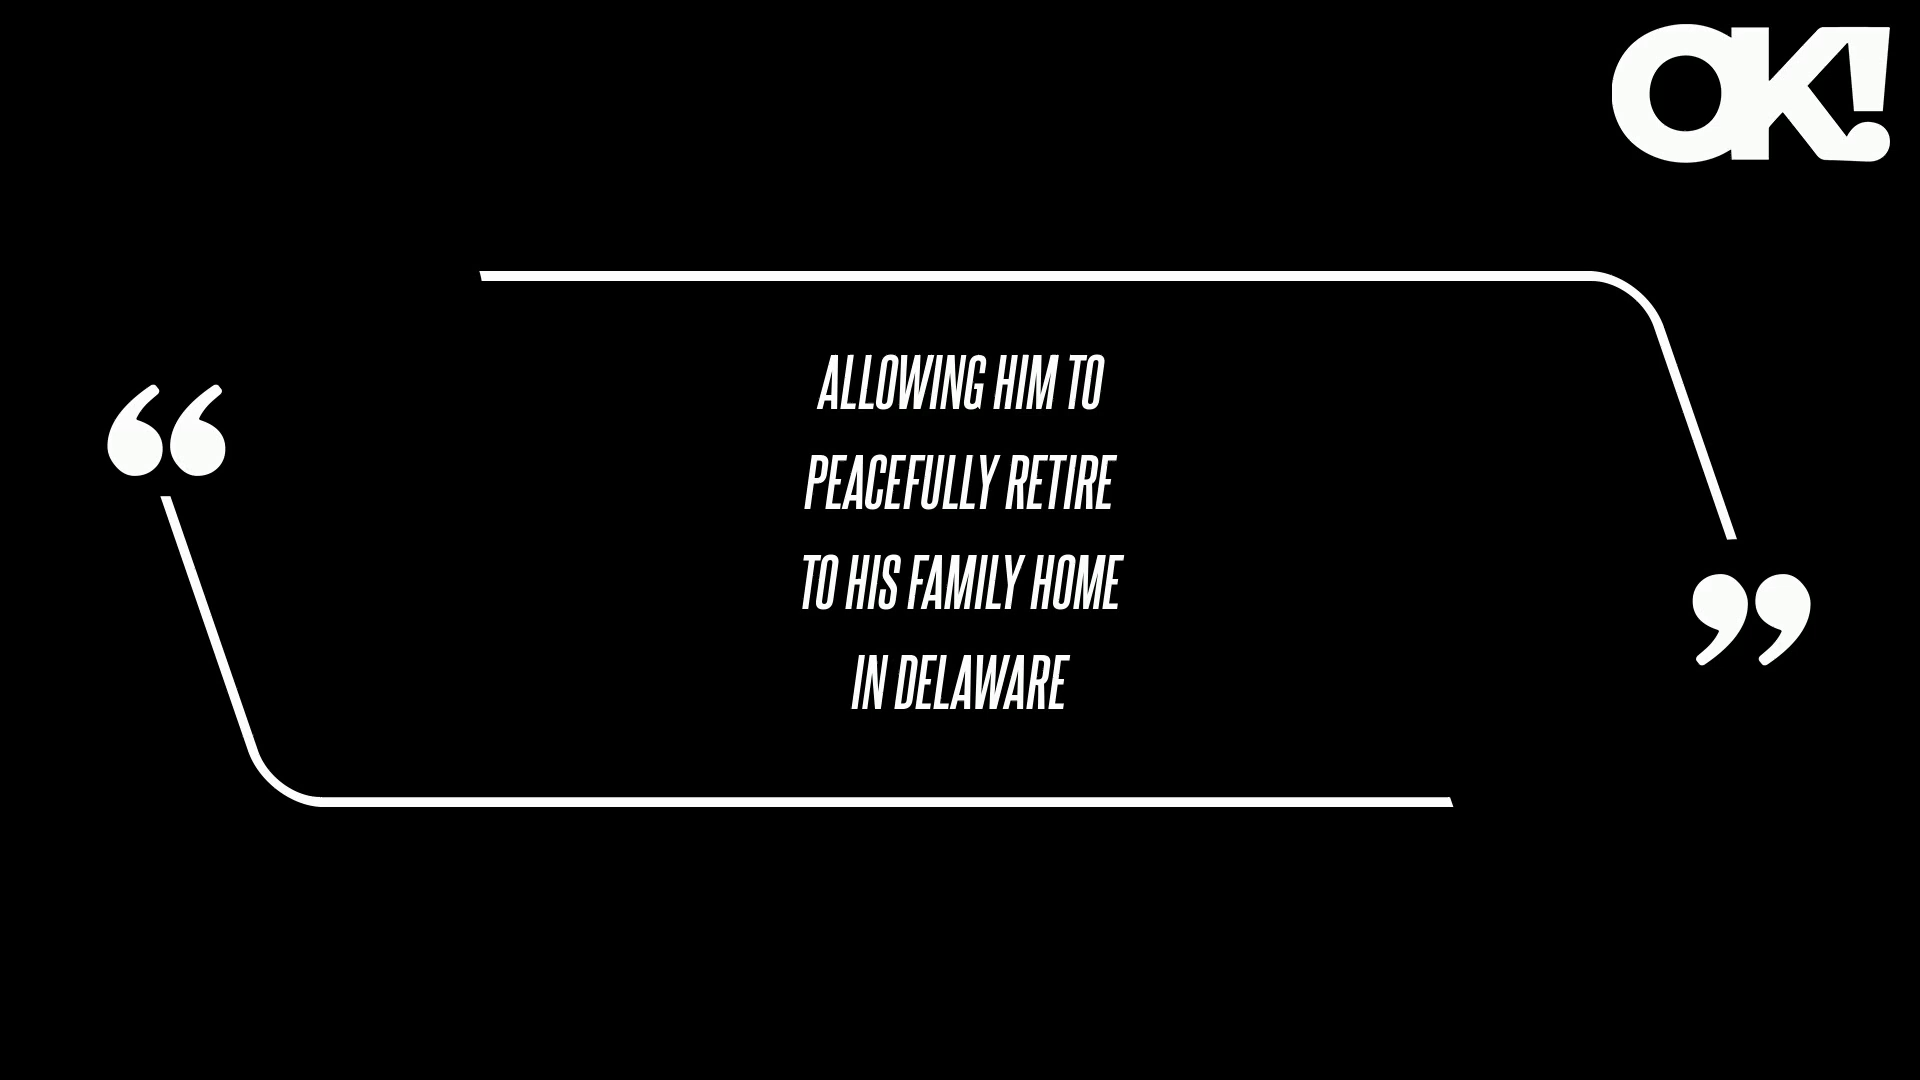 OK!
“
ALLOWING HIM TO
PEACEFULLY RETIRE
TO HIS FAMILY HOME
IN DELAWARE
”